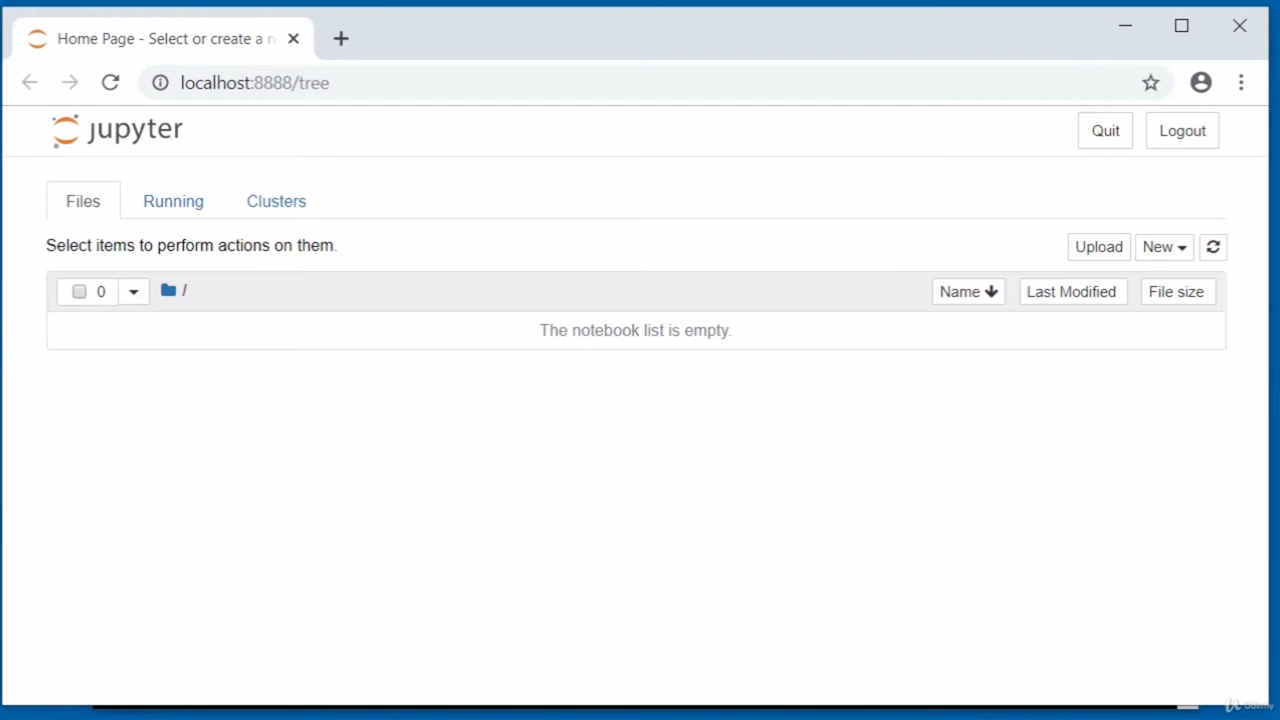 Home Page - Select or create a n
localhost:8888/tree
jupyter
Quit
Logout
Files
Running
Clusters
Select items to perform actions on them.
Upload
New
0
/
Name
Last Modified
File size
The notebook list is empty.
Udemy